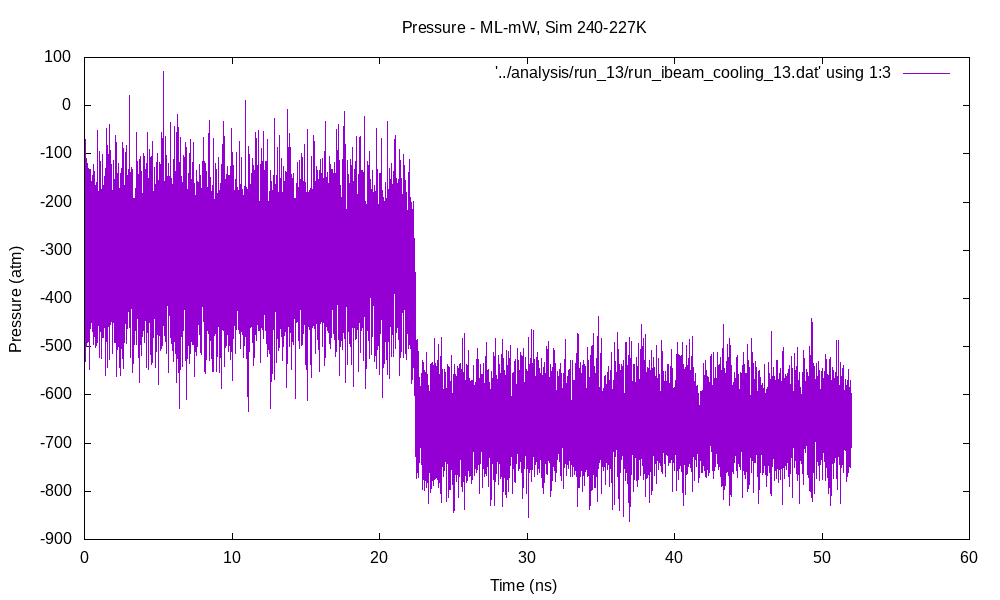 Pressure - ML-mW, Sim 240-227K
'../analysis/run_13/run_ibeam_cooling_13.dat' using 1:3
100
0
-100
-200
-300
-400
-500
-600
-700
-800
-900
Pressure (atm)
0 10 20 30 40 50 60
Time (ns)